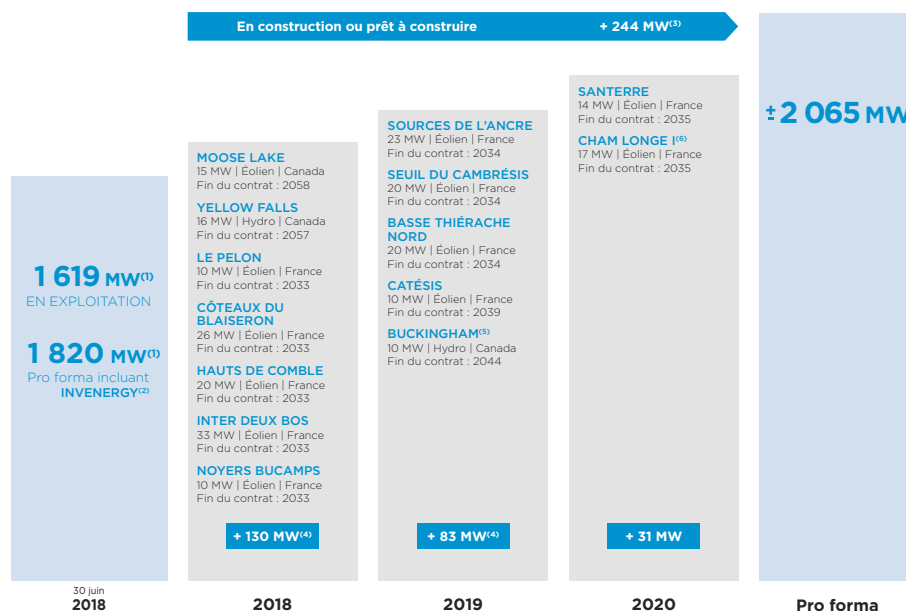 En construction ou prêt à construire + 244 MW(3)
1 619 MW(1)
EN EXPLOITATION
1 820 MW(1)
Pro forma incluant
INVENERGY(2)
30 juin
2018
MOOSE LAKE
15 MW | Éolien | Canada
Fin du contrat : 2058
YELLOW FALLS
16 MW | Hydro | Canada
Fin du contrat : 2057
LE PELON
10 MW | Éolien | France
Fin du contrat : 2033
CÔTEAUX DU
BLAISERON
26 MW | Éolien | France
Fin du contrat : 2033
HAUTS DE COMBLE
20 MW | Éolien | France
Fin du contrat : 2033
INTER DEUX BOS
33 MW | Éolien | France
Fin du contrat : 2033
NOYERS BUCAMPS
10 MW | Éolien | France
Fin du contrat : 2033
+ 130 MW(4)
2018
SOURCES DE L'ANCRE
23 MW | Éolien | France
Fin du contrat : 2034
SEUIL DU CAMBRÉSIS
20 MW | Éolien | France
Fin du contrat : 2034
BASSE THIÉRACHE
NORD
20 MW | Éolien | France
Fin du contrat : 2034
CATÉSIS
10 MW | Éolien | France
Fin du contrat : 2039
BUCKINGHAM(5)
10 MW | Hydro | Canada
Fin du contrat : 2044
+ 83 MW(4)
2019
SANTERRE
14 MW | Éolien | France
Fin du contrat : 2035
CHAM LONGE I(6)
17 MW | Éolien | France
Fin du contrat : 2035
+ 31 MW
2020
± 2 065 MW
Pro forma